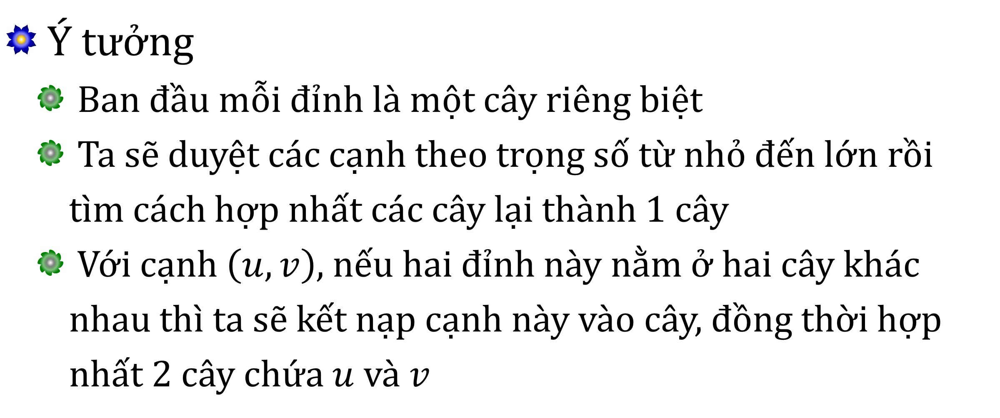 Ý tưởng
Ban đầu mỗi đỉnh là một cây riêng biệt
Ta sẽ duyệt các cạnh theo trọng số từ nhỏ đến lớn rồi
tìm cách hợp nhất các cây lại thành 1 cây
Với cạnh (u, v), nếu hai đỉnh này nằm ở hai cây khác
nhau thì ta sẽ kết nạp cạnh này vào cây, đồng thời hợp
nhất 2 cây chứa u và v